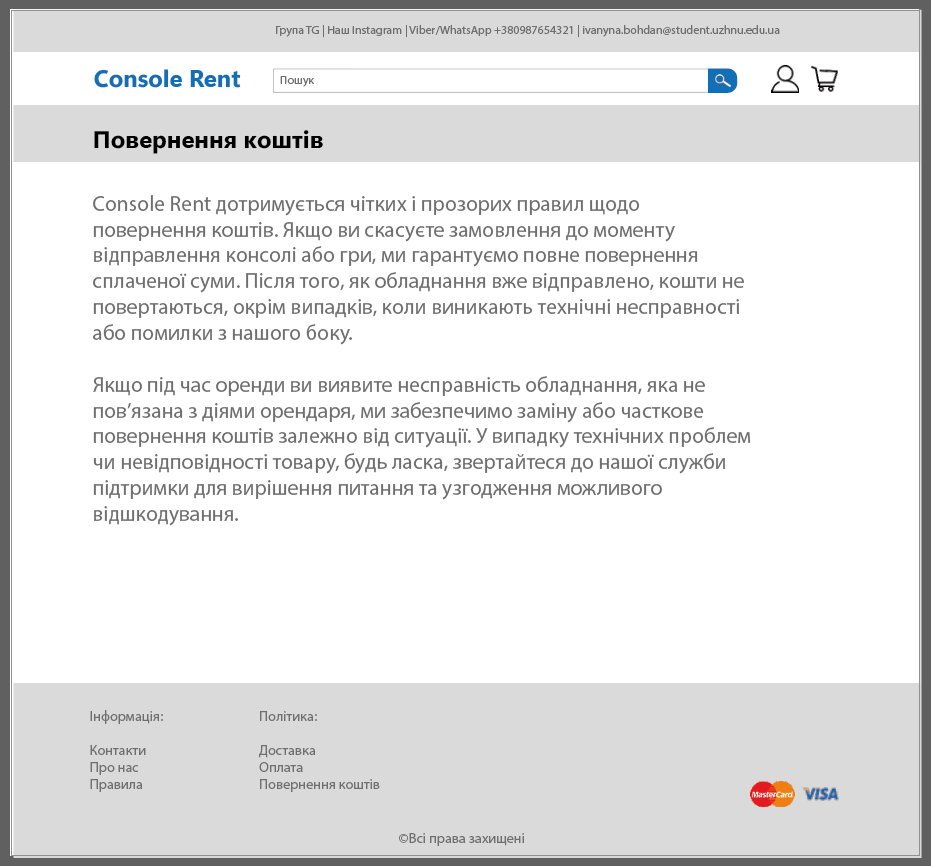 Група TG | Наш Instagram | Viber/WhatsApp +380987654321 | ivanyna.bohdan@student.uzhnu.edu.ua
Console Rent
Пошук
Повернення коштів
Console Rent дотримується чітких і прозорих правил щодо
повернення коштів. Якщо ви скасуєте замовлення до моменту
відправлення консолі або гри, ми гарантуємо повне повернення
сплаченої суми. Після того, як обладнання вже відправлено, кошти не
повертаються, окрім випадків, коли виникають технічні несправності
або помилки з нашого боку.
Якщо під час оренди ви виявите несправність обладнання, яка не
пов’язана з діями орендаря, ми забезпечимо заміну або часткове
повернення коштів залежно від ситуації. У випадку технічних проблем
чи невідповідності товару, будь ласка, звертайтеся до нашої служби
підтримки для вирішення питання та узгодження можливого
відшкодування.
Інформація:
Контакти
Про нас
Правила
Політика:
Доставка
Оплата
Повернення коштів
MasterCard
VISA
©Всі права захищені